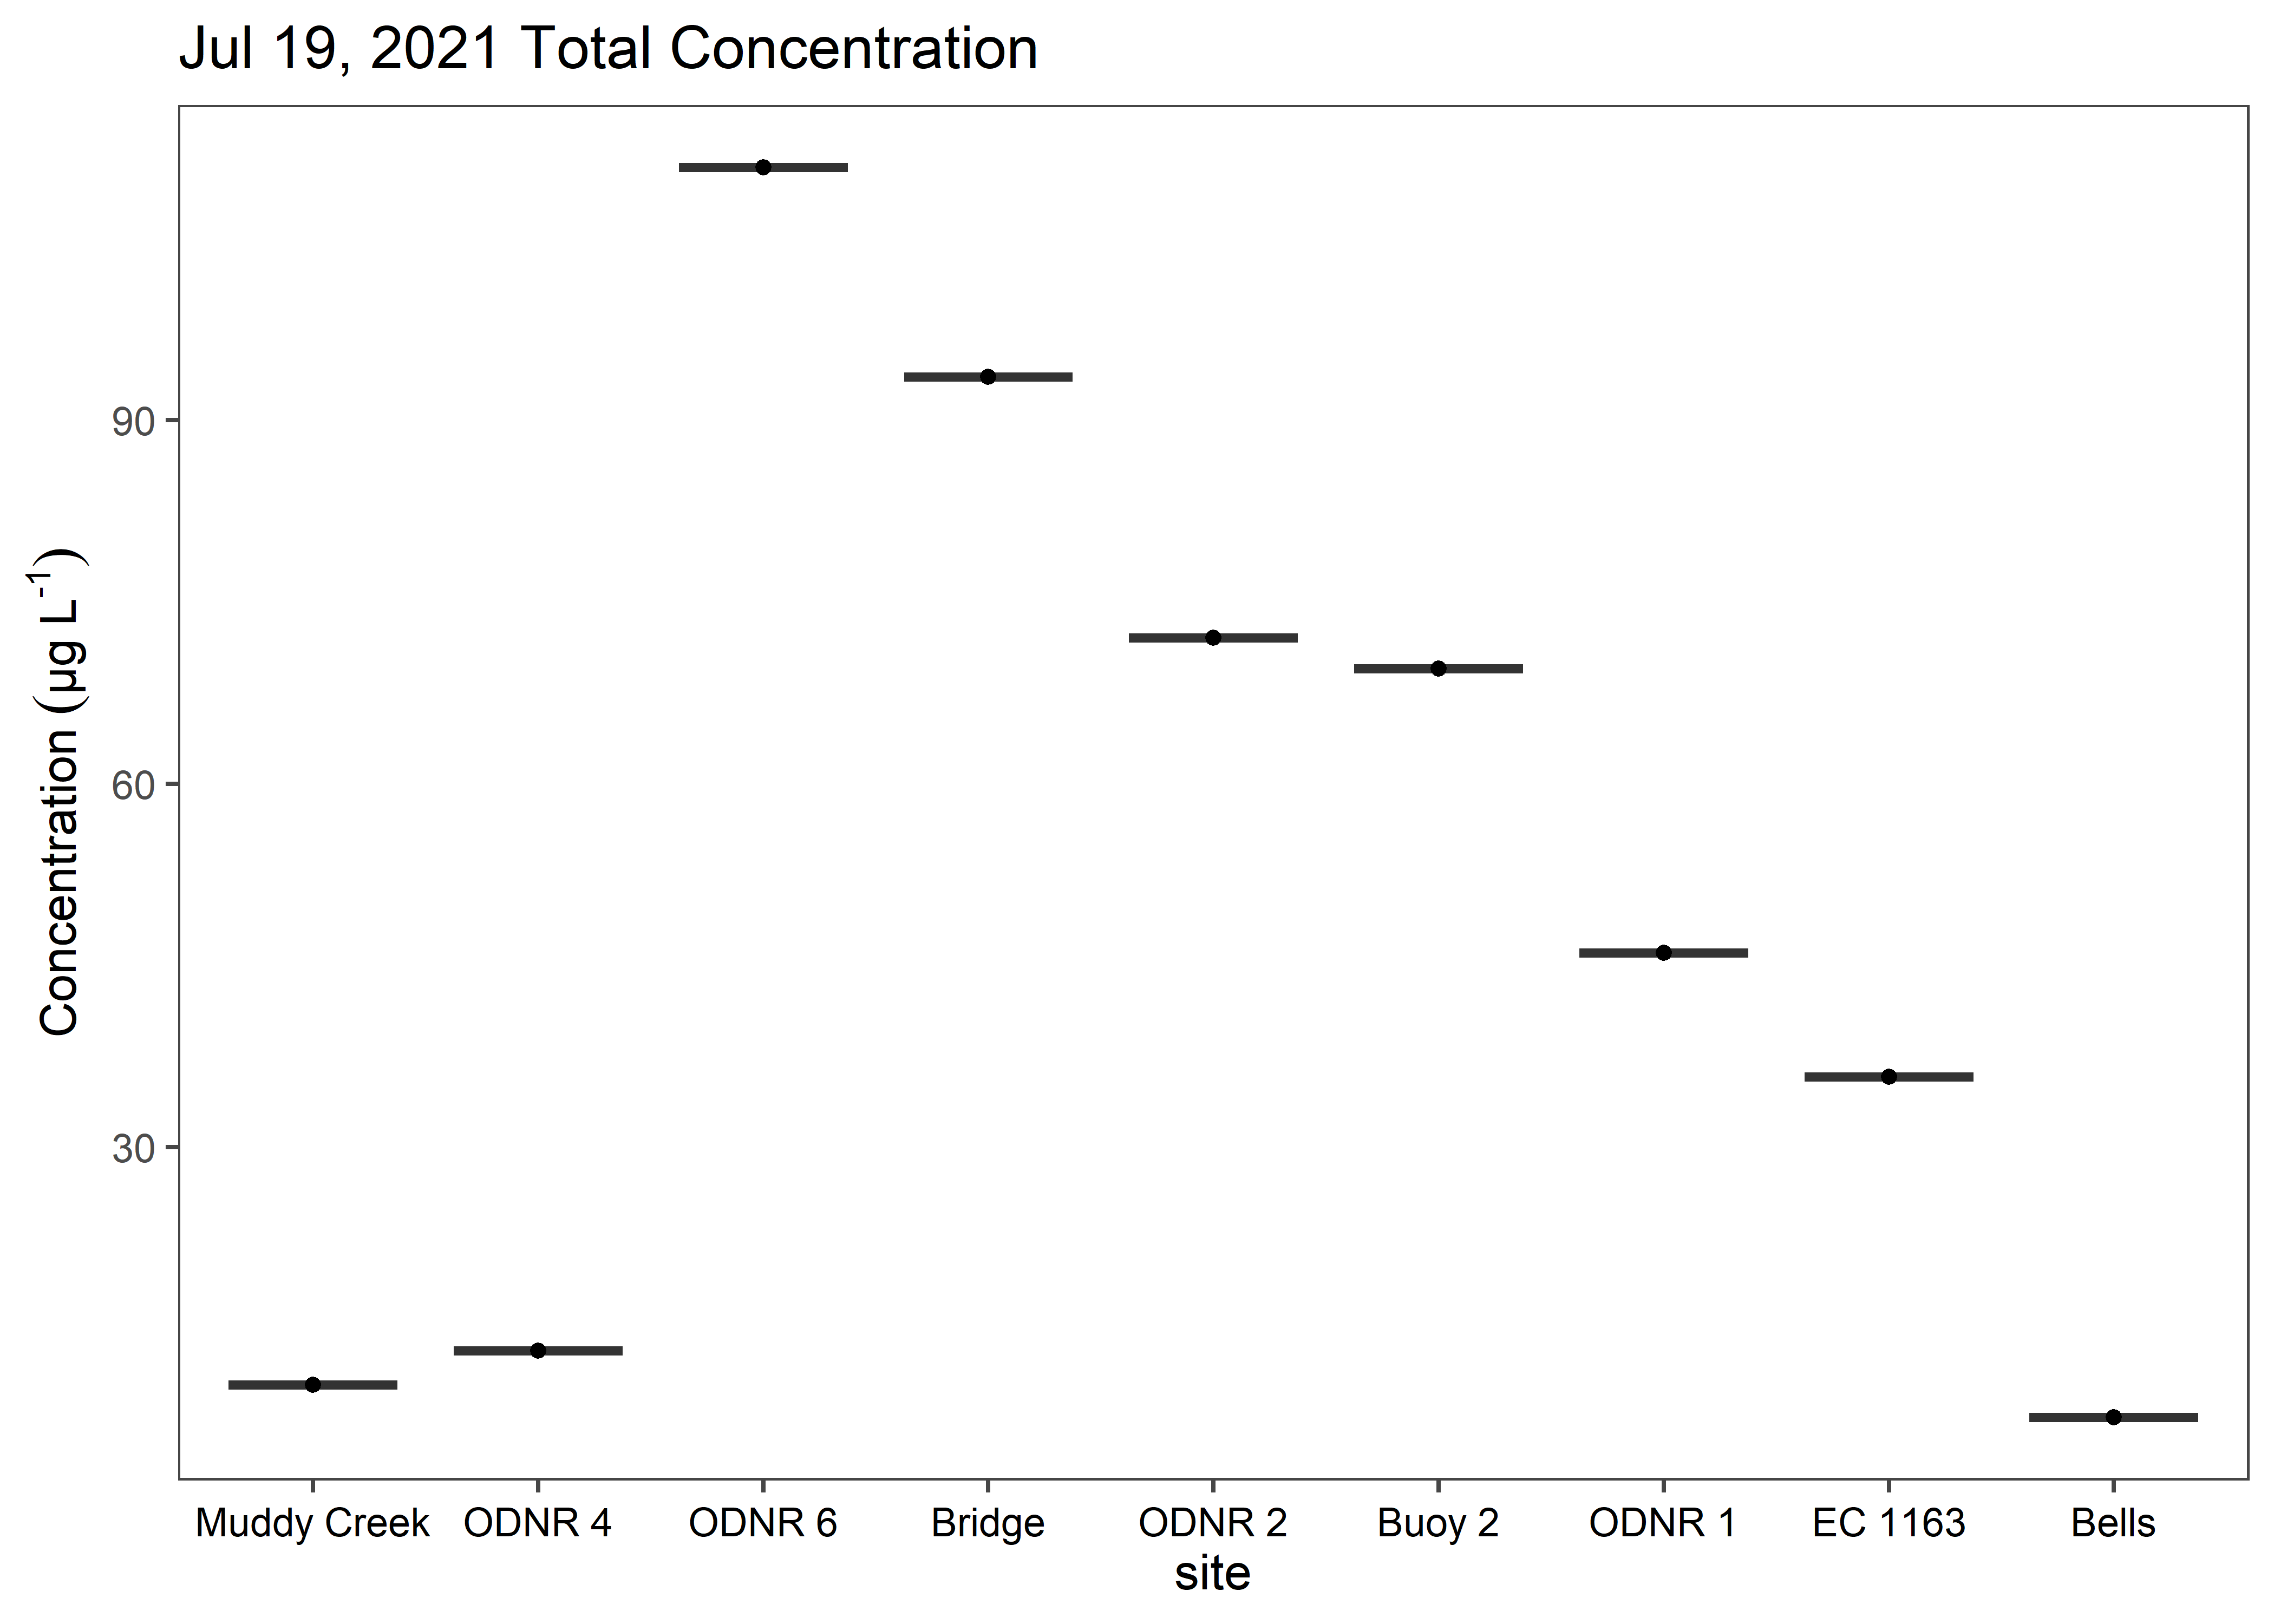 Jul 19, 2021 Total Concentration
Concentration (µg L⁻¹)
90
60
30
Muddy Creek ODNR 4 ODNR 6 Bridge ODNR 2 Buoy 2 ODNR 1 EC 1163 Bells
site